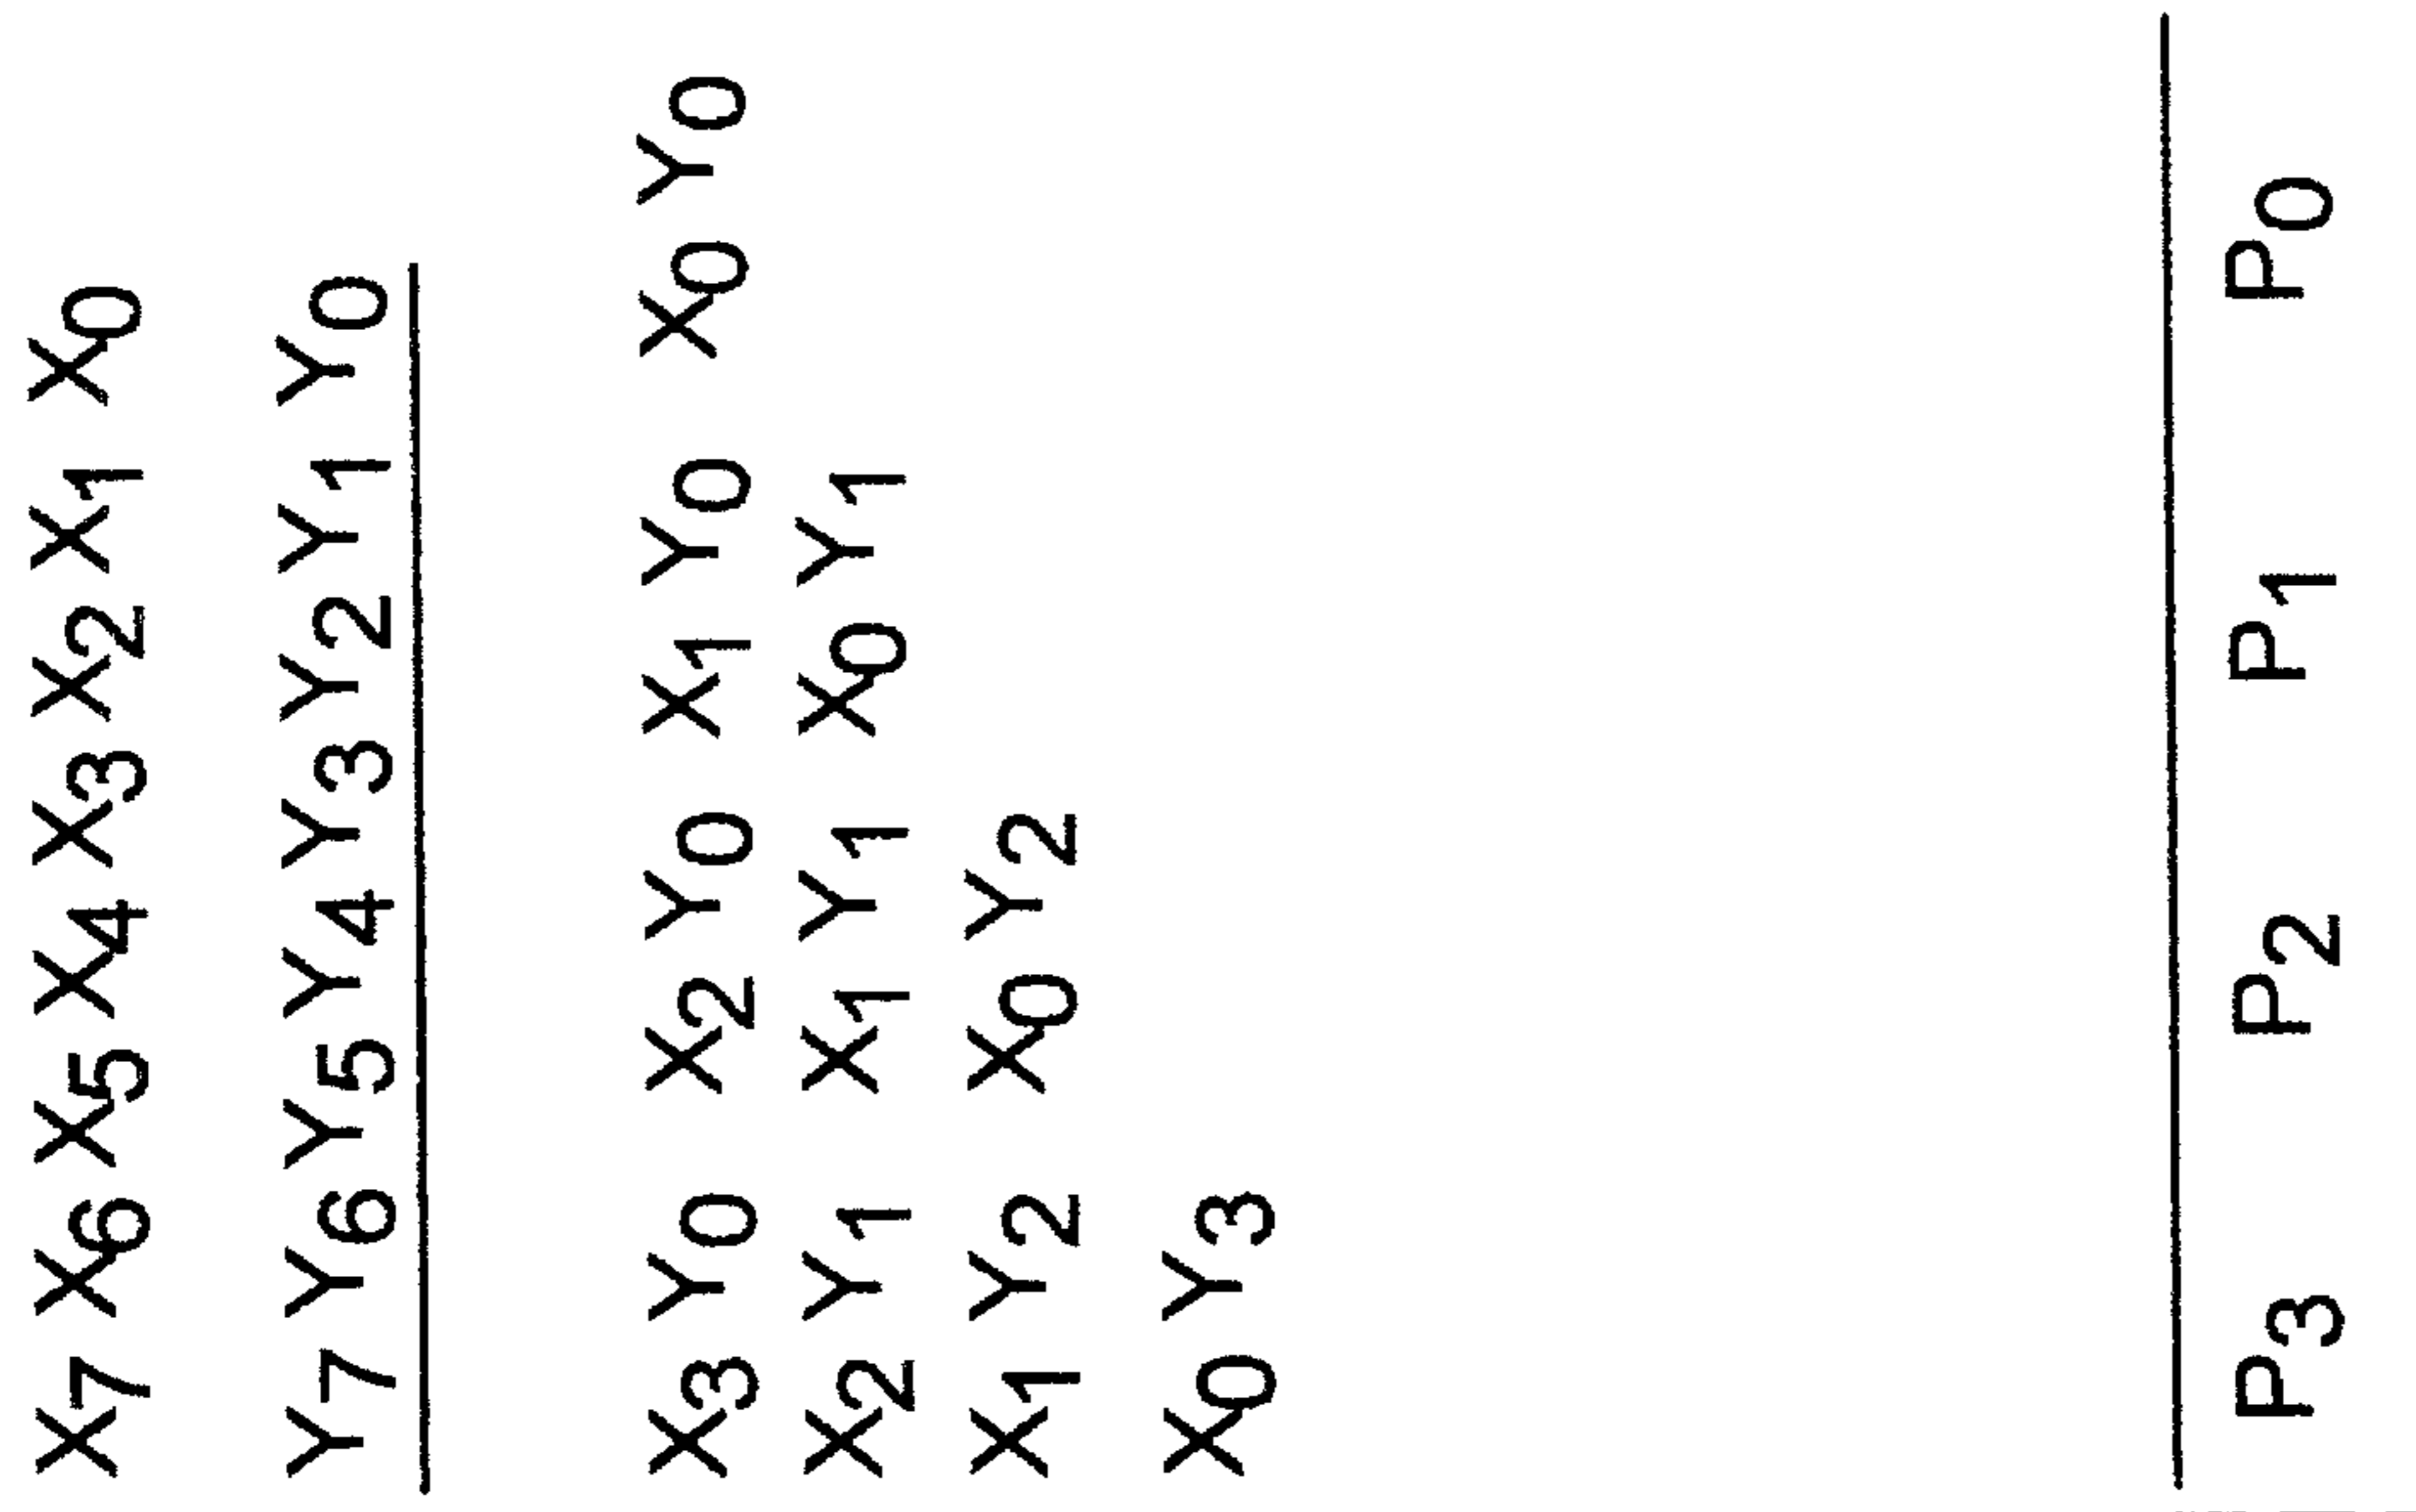 X7 X6 X5 X4 X3 X2 X1 X0
Y7 Y6 Y5 Y4 Y3 Y2 Y1 Y0
X3 Y0 X2 Y0 X1 Y0 X0 Y0
X2 Y1 X1 Y1 X0 Y1
X1 Y2 X0 Y2
X0 Y3
P3 P2 P1 P0